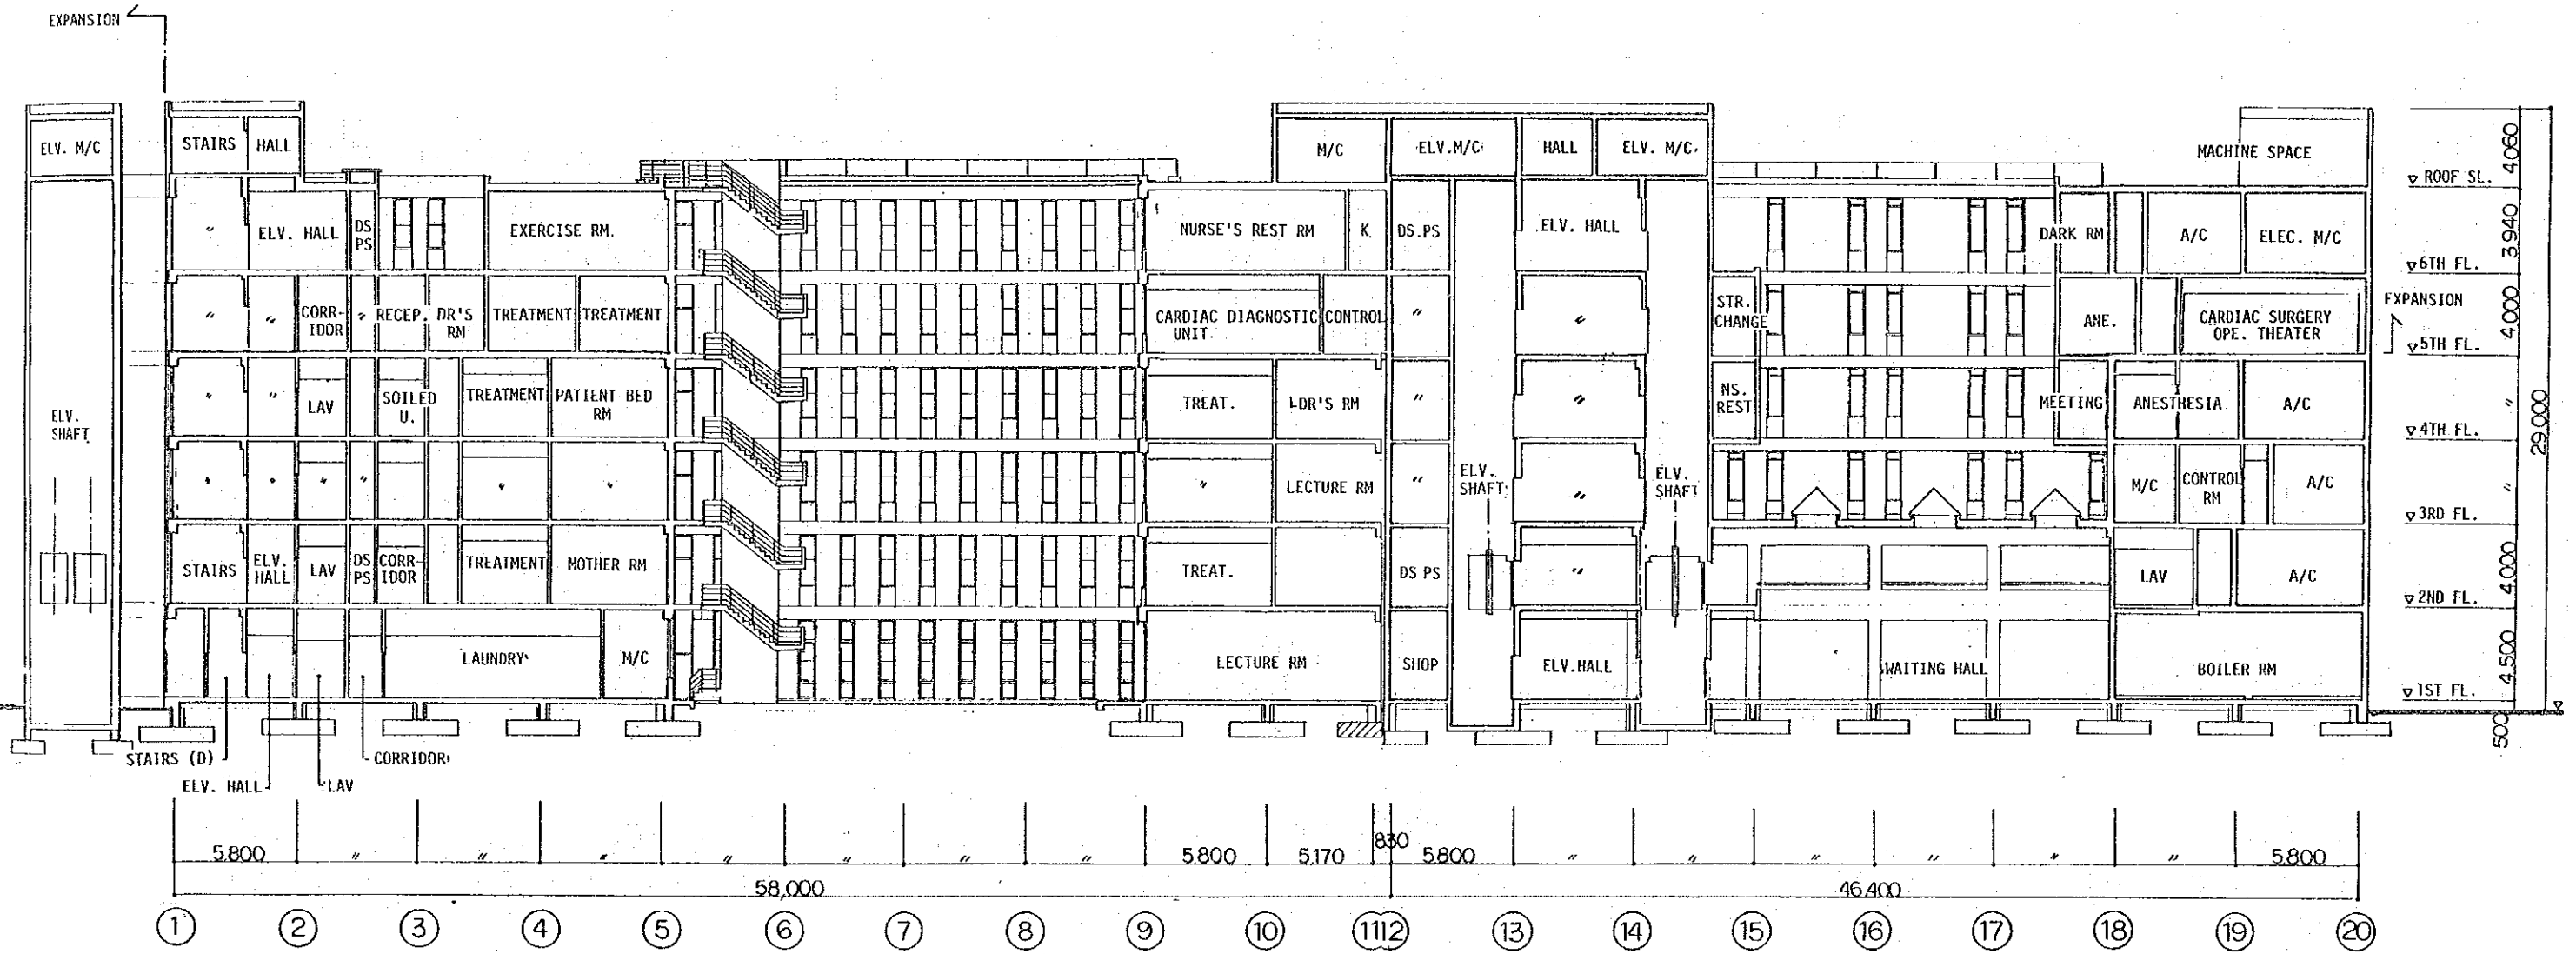 EXPANSION
ELV. M/C
STAIRS
HALL
M/C
ELV.M/C
HALL
ELV. M/C.
MACHINE SPACE
4,060
▽ ROOF SL.
〃
ELV. HALL
DS
PS
EXERCISE RM.
NURSE'S REST RM
K.
DS.PS
ELV. HALL
DARK RM
A/C
ELEC. M/C
3,940
▽ 6TH FL.
〃
〃
CORR-
IDOR
〃
RECEP.
DR'S
RM
TREATMENT
TREATMENT
CARDIAC DIAGNOSTIC
UNIT.
CONTROL
〃
〃
STR.
CHANGE
ANE.
CARDIAC SURGERY
OPE. THEATER
EXPANSION
4,000
▽ 5TH FL.
ELV.
SHAFT
〃
〃
LAV
SOILED
U.
TREATMENT
PATIENT BED
RM
TREAT.
DR'S RM
〃
〃
NS.
REST
MEETING
ANESTHESIA
A/C
〃
▽ 4TH FL.
29,000
〃
〃
〃
〃
〃
〃
〃
LECTURE RM
〃
ELV.
SHAFT
〃
ELV.
SHAFT
M/C
CONTROL
RM
A/C
〃
▽ 3RD FL.
STAIRS
ELV.
HALL
LAV
DS
PS
CORR-
IDOR
TREATMENT
MOTHER RM
TREAT.
DS PS
〃
LAV
A/C
4,000
▽ 2ND FL.
LAUNDRY
M/C
LECTURE RM
SHOP
ELV.HALL
WAITING HALL
BOILER RM
4,500
▽ 1ST FL.
500
STAIRS (D)
CORRIDOR
ELV. HALL
LAV
5,800 〃 〃 〃 〃 〃 〃 〃 5,800 5,170 830 5,800 〃 〃 〃 〃 〃 〃 5,800
58,000 46,400
1 2 3 4 5 6 7 8 9 10 11 12 13 14 15 16 17 18 19 20